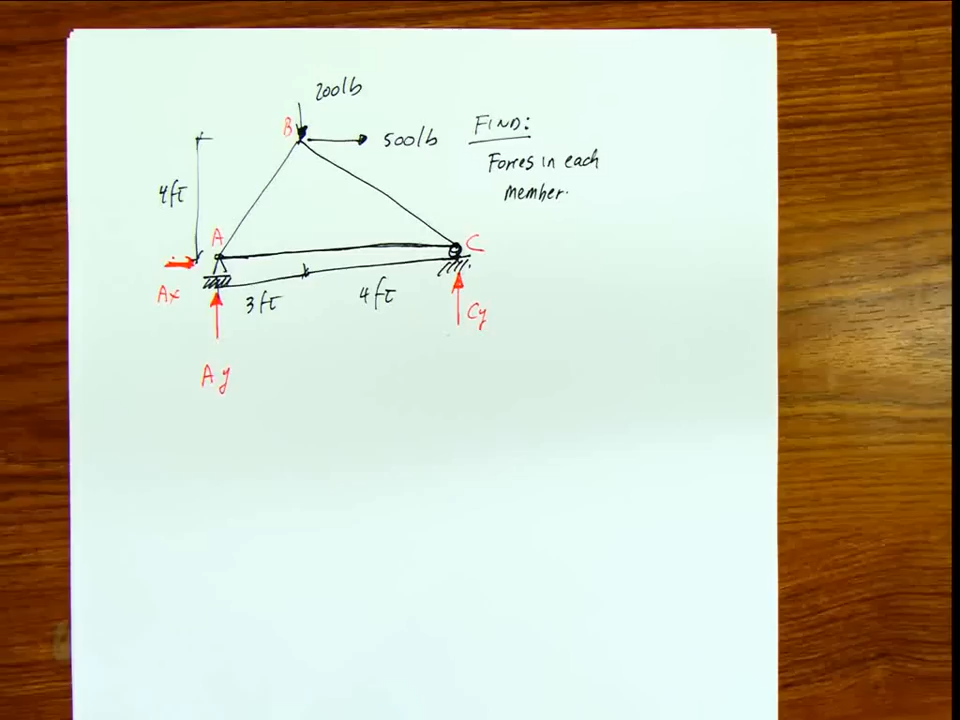 200lb
B
500lb
FIND:
Forces in each
member.
4ft
A
C
Ax
3ft
4ft
Cy
Ay